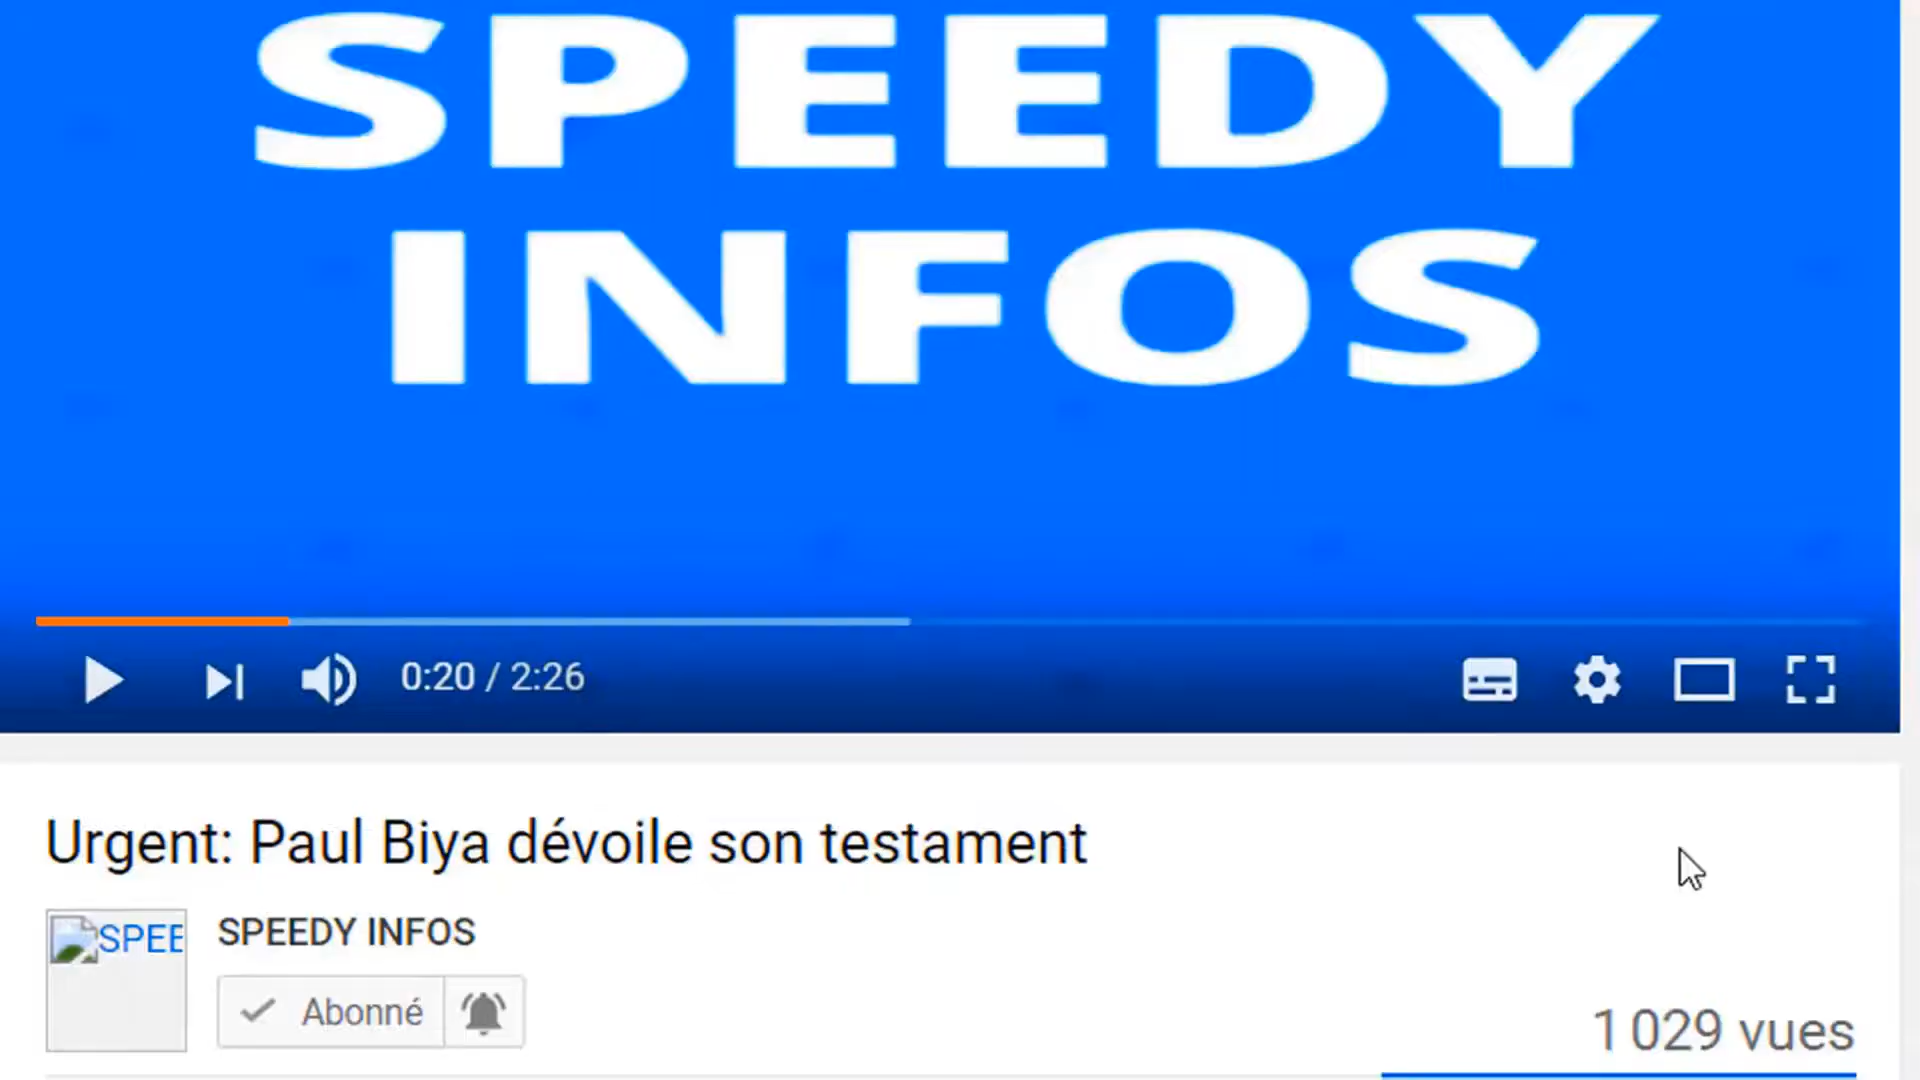 SPEEDY
INFOS
0:20 / 2:26
Urgent: Paul Biya dévoile son testament
SPEE
SPEEDY INFOS
Abonné
1 029 vues